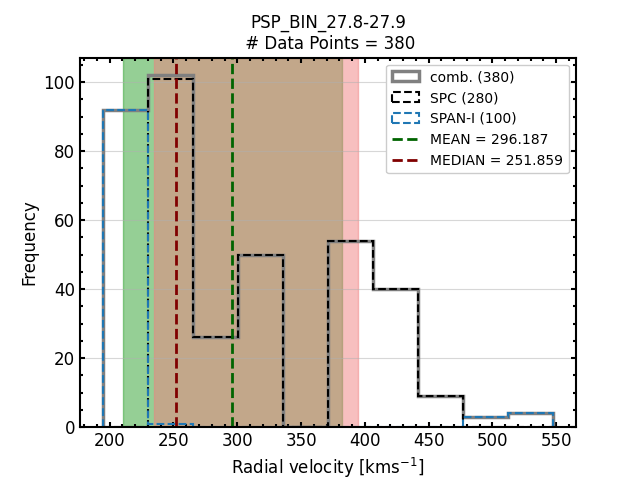 PSP_BIN_27.8-27.9
# Data Points = 380
comb. (380)
SPC (280)
SPAN-I (100)
MEAN = 296.187
MEDIAN = 251.859
Frequency
100
80
60
40
20
0
200 250 300 350 400 450 500 550
Radial velocity [kms⁻¹]